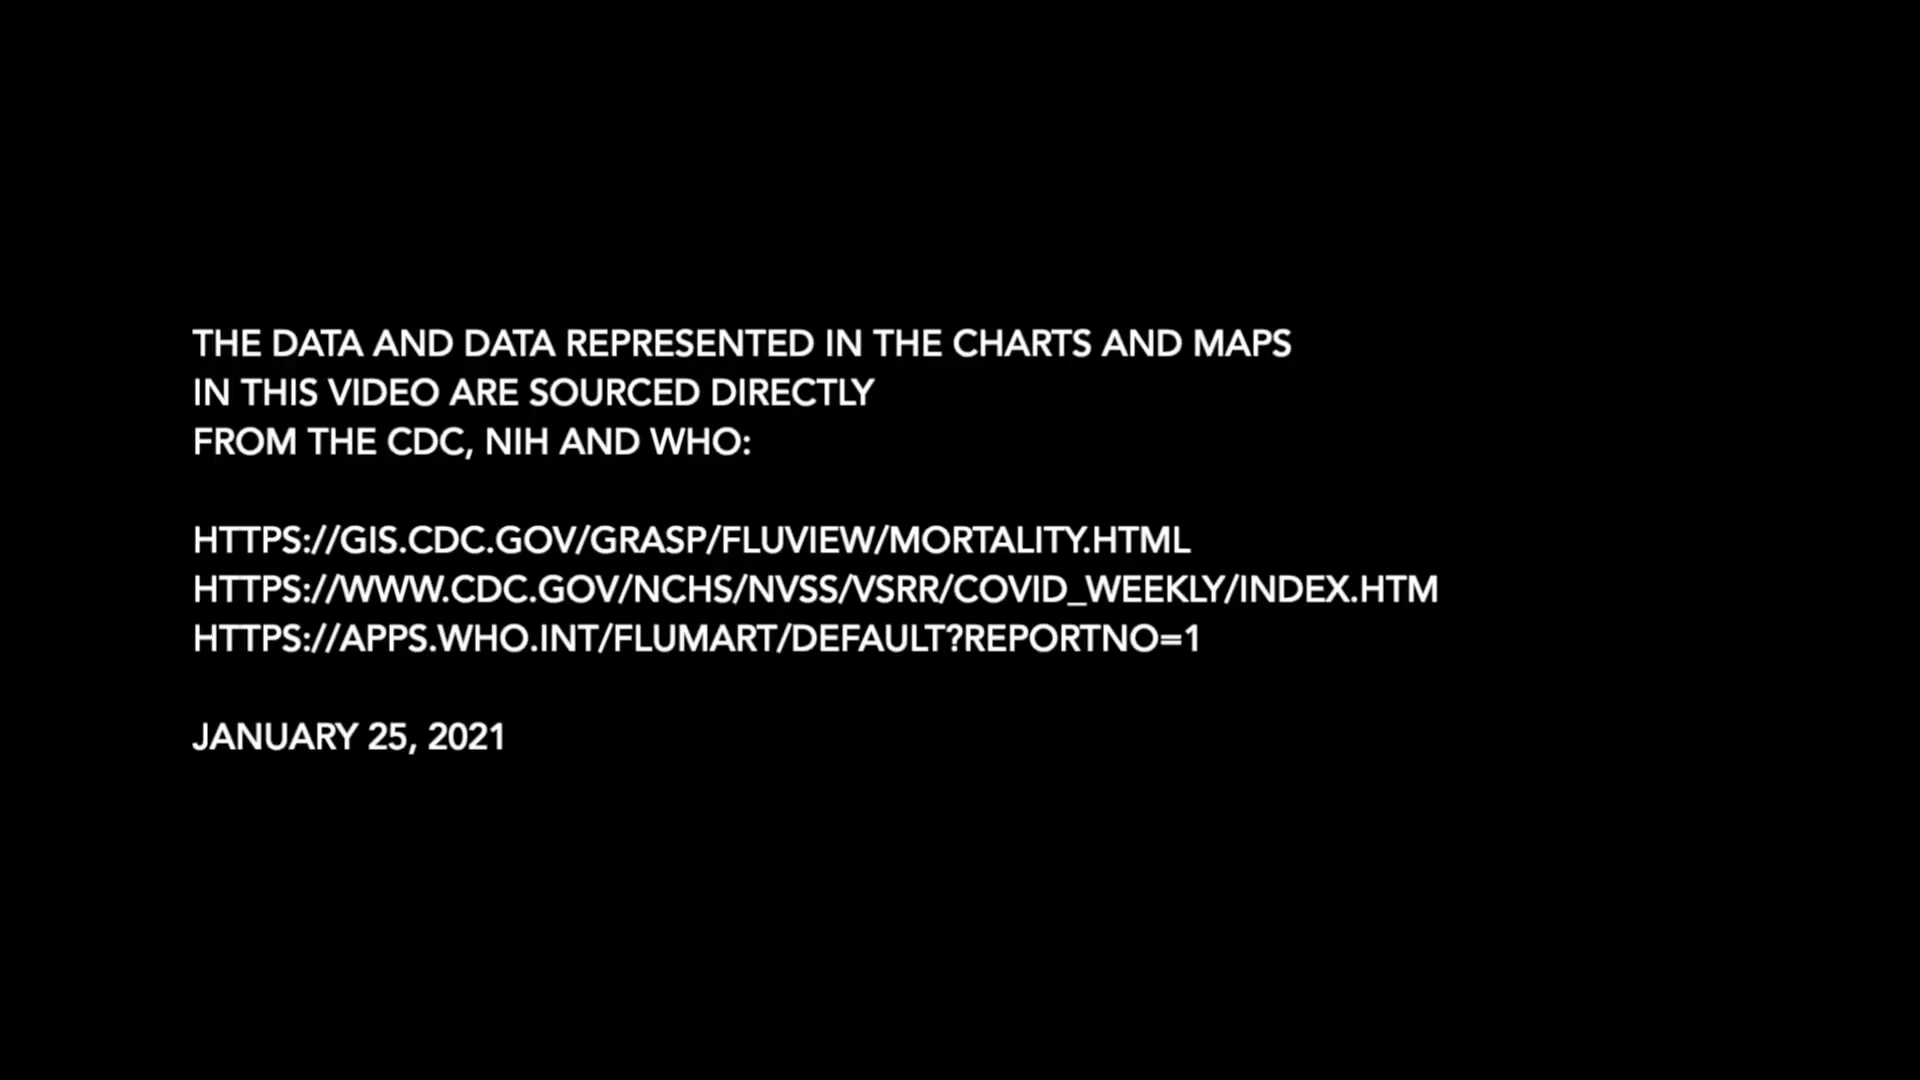 THE DATA AND DATA REPRESENTED IN THE CHARTS AND MAPS
IN THIS VIDEO ARE SOURCED DIRECTLY
FROM THE CDC, NIH AND WHO:
HTTPS://GIS.CDC.GOV/GRASP/FLUVIEW/MORTALITY.HTML
HTTPS://WWW.CDC.GOV/NCHS/NVSS/VSRR/COVID_WEEKLY/INDEX.HTM
HTTPS://APPS.WHO.INT/FLUMART/DEFAULT?REPORTNO=1
JANUARY 25, 2021